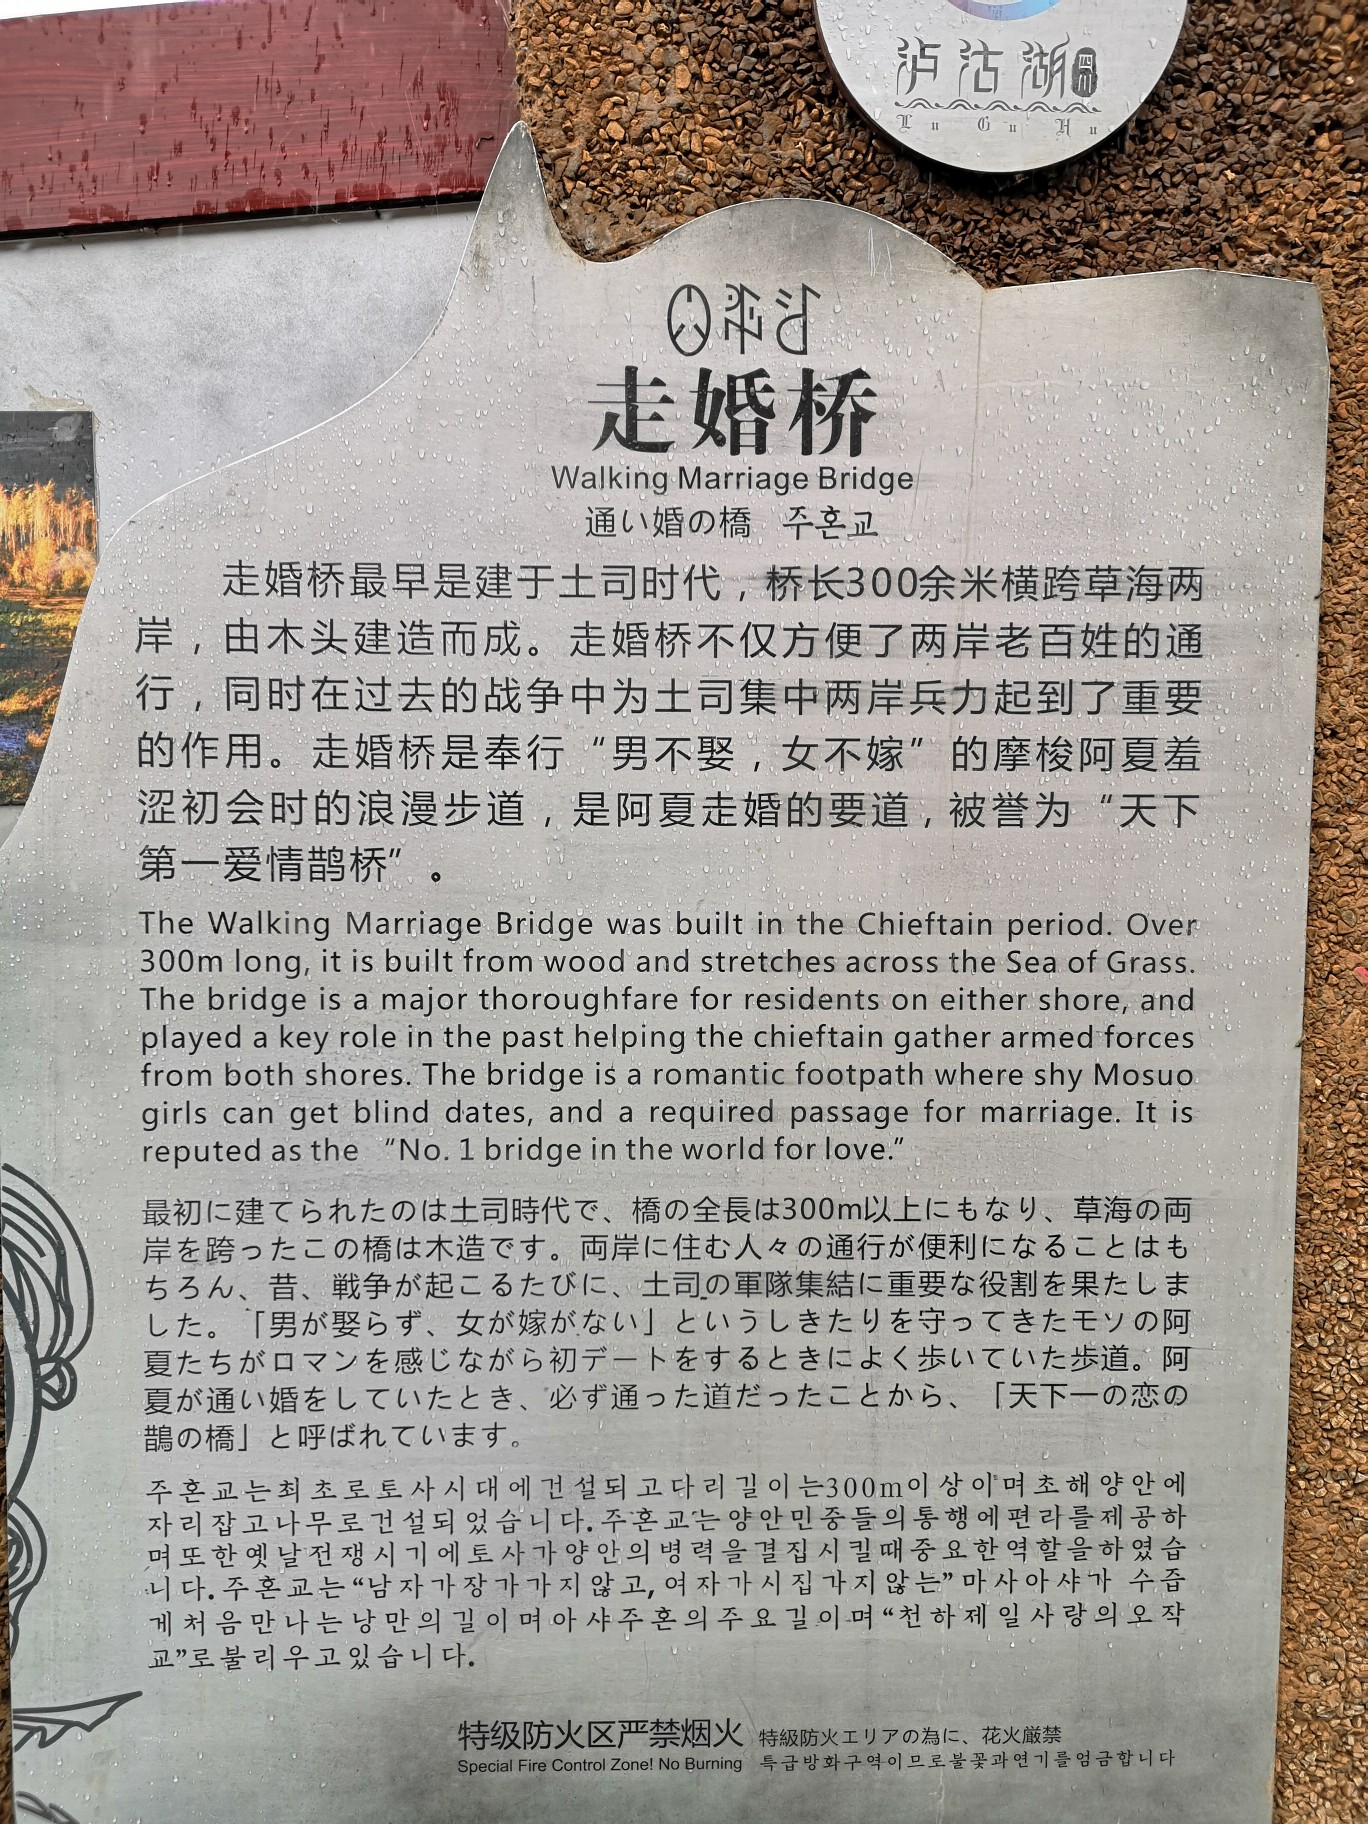 泸沽湖 四川
Lu Gu Hu
走婚桥
Walking Marriage Bridge
通い婚の橋 주혼교
走婚桥最早是建于土司时代，桥长300余米横跨草海两
岸，由木头建造而成。走婚桥不仅方便了两岸老百姓的通
行，同时在过去的战争中为土司集中两岸兵力起到了重要
的作用。走婚桥是奉行“男不娶，女不嫁”的摩梭阿夏羞
涩初会时的浪漫步道，是阿夏走婚的要道，被誉为“天下
第一爱情鹊桥”。
The Walking Marriage Bridge was built in the Chieftain period. Over
300m long, it is built from wood and stretches across the Sea of Grass.
The bridge is a major thoroughfare for residents on either shore, and
played a key role in the past helping the chieftain gather armed forces
from both shores. The bridge is a romantic footpath where shy Mosuo
girls can get blind dates, and a required passage for marriage. It is
reputed as the “No. 1 bridge in the world for love.”
最初に建てられたのは土司時代で、橋の全長は300m以上にもなり、草海の両
岸を跨ったこの橋は木造です。両岸に住む人々の通行が便利になることはも
ちろん、昔、戦争が起こるたびに、土司の軍隊集結に重要な役割を果たしま
した。「男が娶らず、女が嫁がない」というしきたりを守ってきたモソの阿
夏たちがロマンを感じながら初デートをするときによく歩いていた歩道。阿
夏が通い婚をしていたとき、必ず通った道だったことから、「天下一の恋の
鵲の橋」と呼ばれています。
주혼교는최초로토사시대에건설되고다리길이는300m이상이며초해양안에
자리잡고나무로건설되었습니다.주혼교는양안민중들의통행에편라를제공하
며또한옛날전쟁시기에토사가양안의병력을결집시킬때중요한역할을하였습
니다.주혼교는“남자가장가가지않고,여자가시집가지않는”마사아샤가 수줍
게처음만나는낭만의길이며아샤주혼의주요길이며“천하제일사랑의오작
교”로불리우고있습니다.
特级防火区严禁烟火 特級防火エリアの為に、花火厳禁
Special Fire Control Zone! No Burning 특급방화구역이므로불꽃과연기를엄금합니다